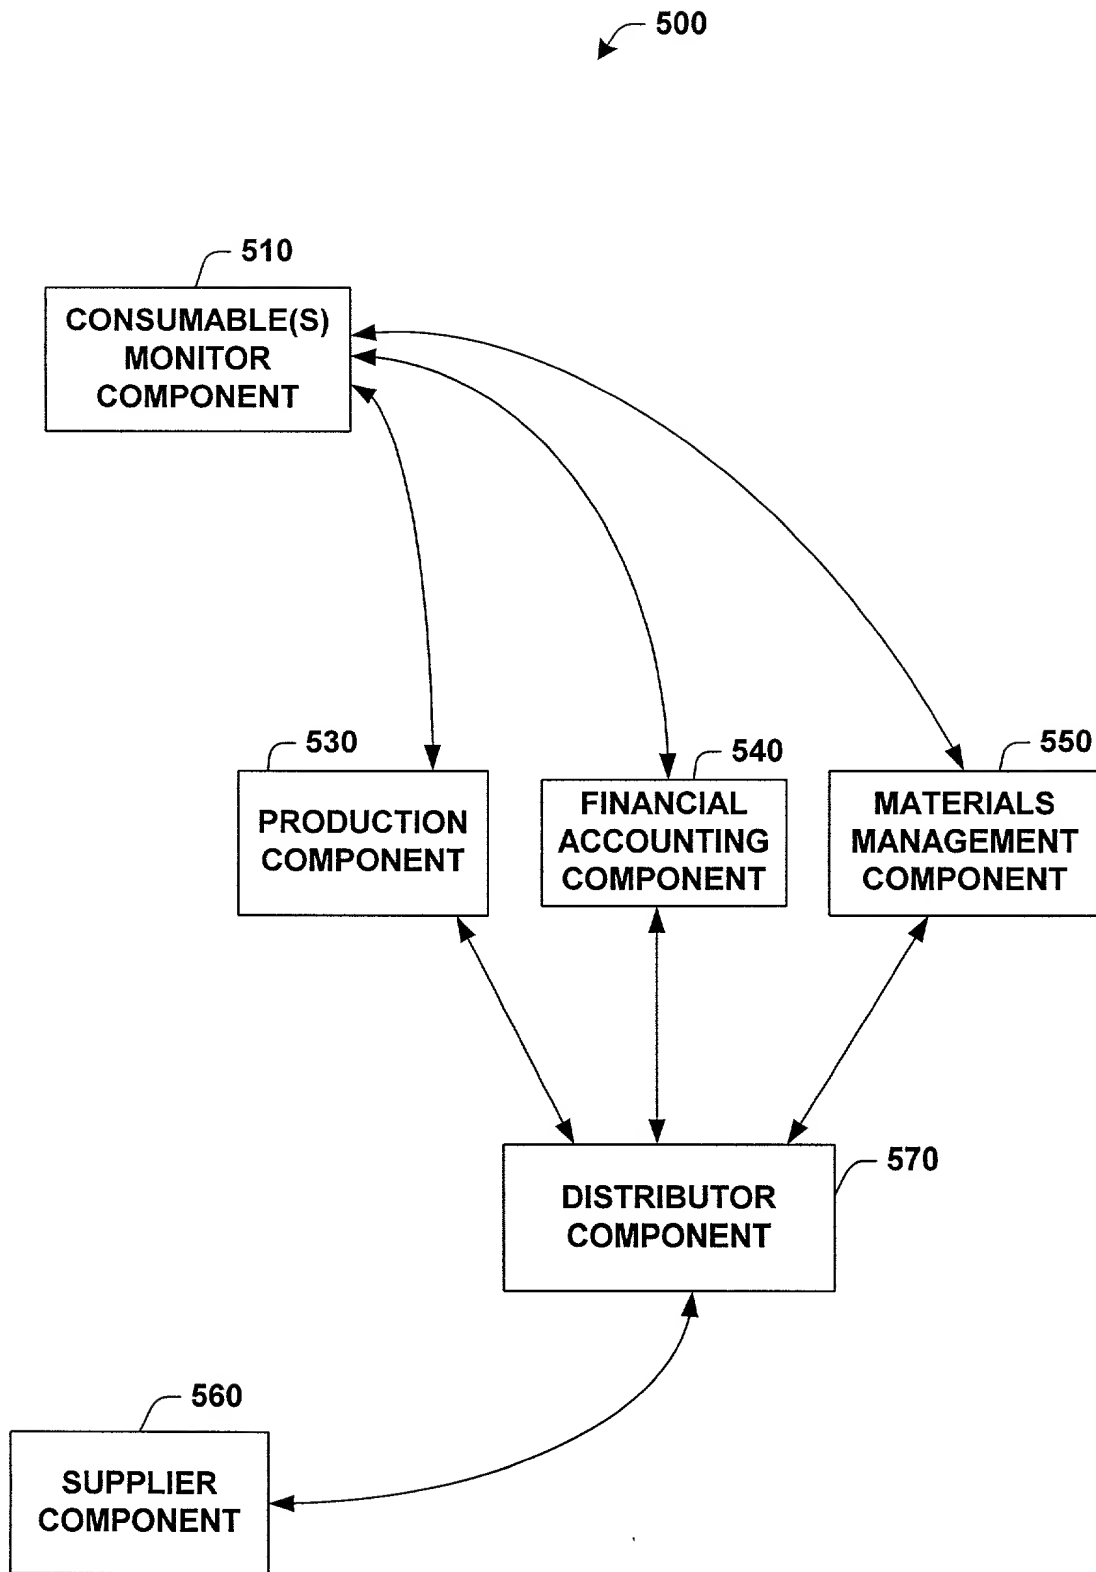 500
510
CONSUMABLE(S)
MONITOR
COMPONENT
530
PRODUCTION
COMPONENT
540
FINANCIAL
ACCOUNTING
COMPONENT
550
MATERIALS
MANAGEMENT
COMPONENT
570
DISTRIBUTOR
COMPONENT
560
SUPPLIER
COMPONENT